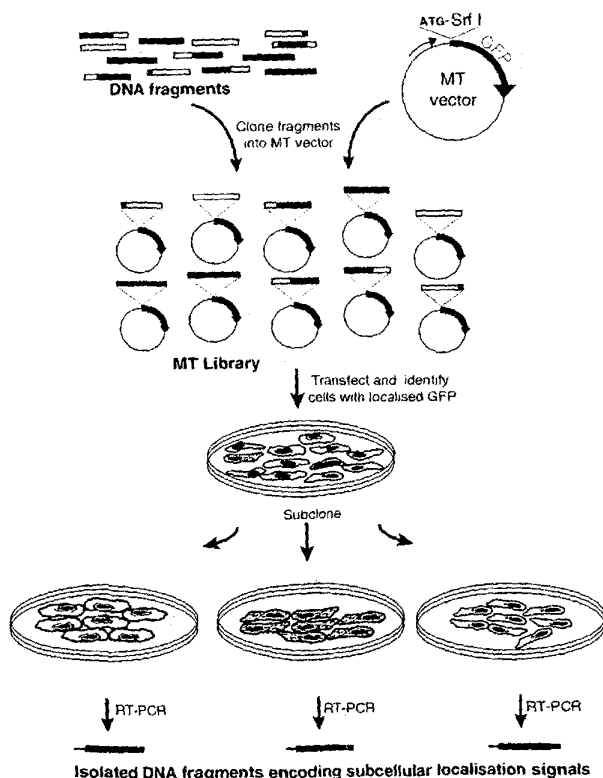 ATG-Srf I
GFP
MT
vector
DNA fragments
Clone fragments
into MT vector
MT Library
Transfect and identify
cells with localised GFP
Subclone
RT-PCR
RT-PCR
RT-PCR
Isolated DNA fragments encoding subcellular localisation signals